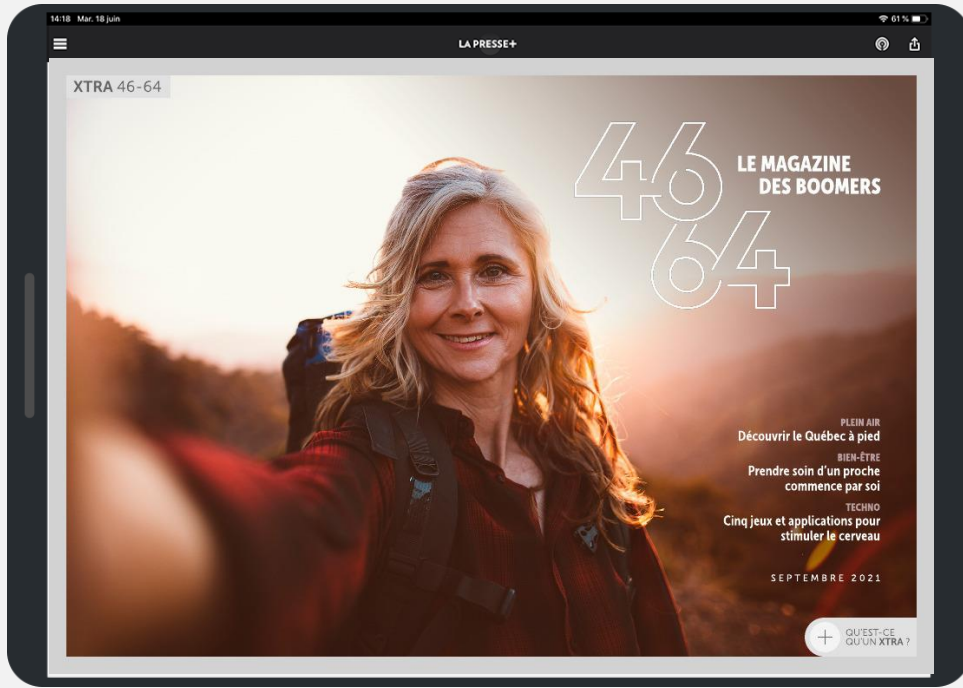 14:18 Mar. 18 juin
61 %
LA PRESSE+
XTRA 46-64
46
64
LE MAGAZINE
DES BOOMERS
PLEIN AIR
Découvrir le Québec à pied
BIEN-ÊTRE
Prendre soin d'un proche
commence par soi
TECHNO
Cinq jeux et applications pour
stimuler le cerveau
SEPTEMBRE 2021
QU'EST-CE
QU'UN XTRA ?